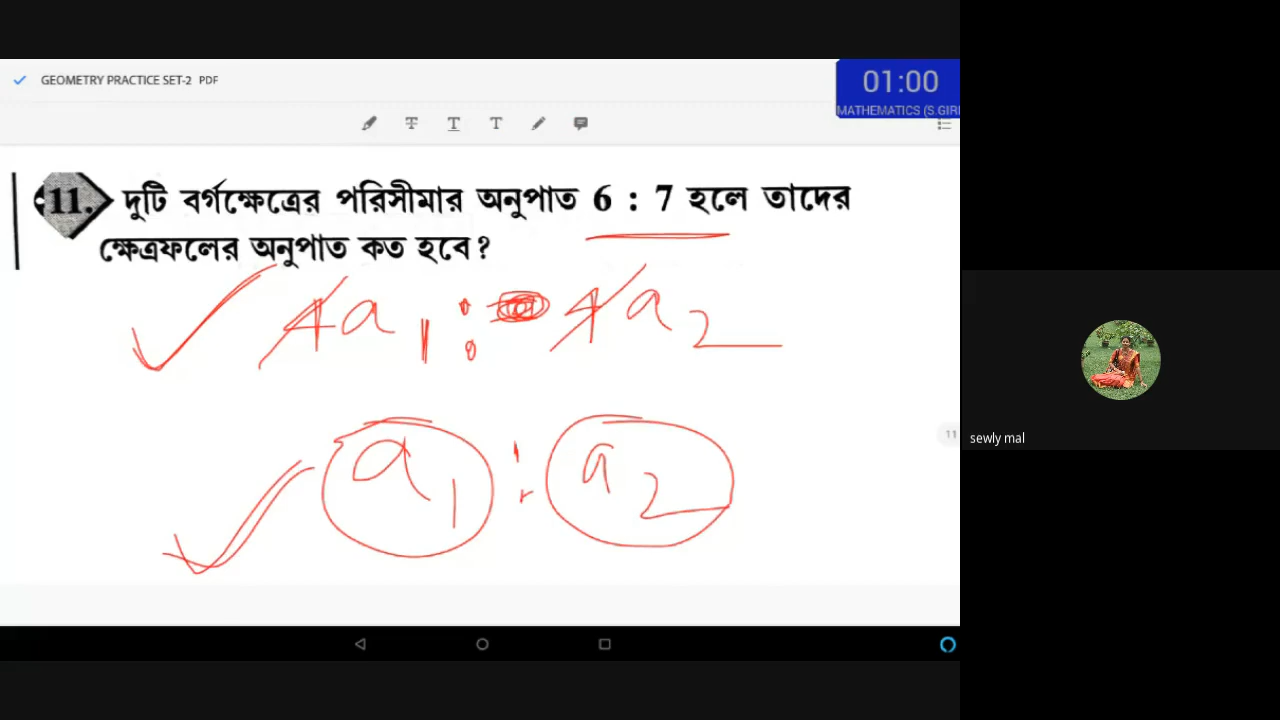 GEOMETRY PRACTICE SET-2 PDF
01:00
MATHEMATICS (S.GIRI
11. দুটি বর্গক্ষেত্রের পরিসীমার অনুপাত 6 : 7 হলে তাদের
ক্ষেত্রফলের অনুপাত কত হবে?
4a1 : 4a2
11
sewly mal
a1 : a2